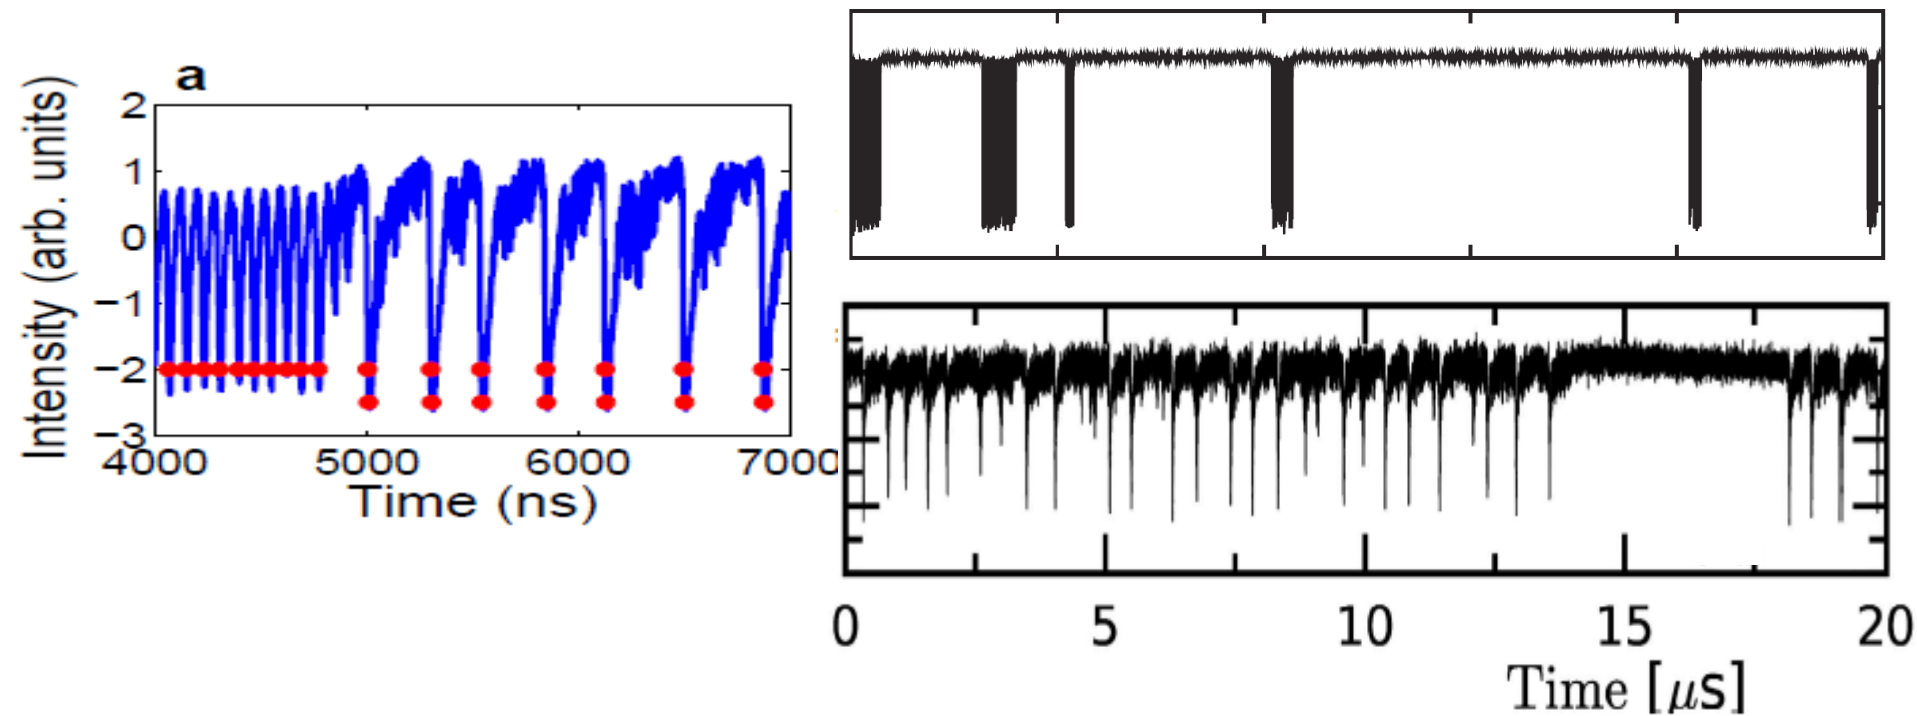 a
Intensity (arb. units)
2
1
0
−1
−2
−3
4000 5000 6000 7000
Time (ns)
0 5 10 15 20
Time [μs]